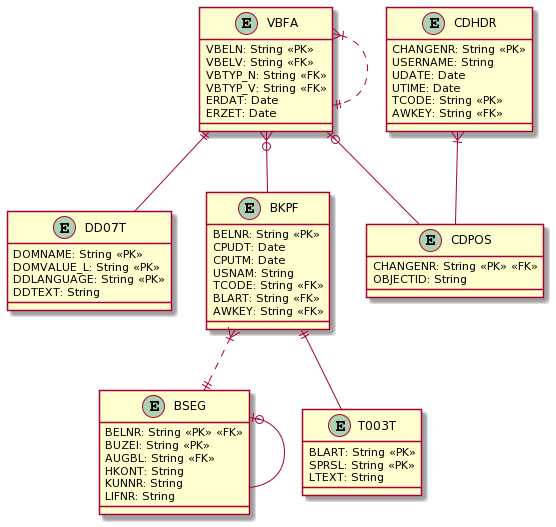 E VBFA
VBELN: String «PK»
VBELV: String «FK»
VBTYP_N: String «FK»
VBTYP_V: String «FK»
ERDAT: Date
ERZET: Date
E CDHDR
CHANGENR: String «PK»
USERNAME: String
UDATE: Date
UTIME: Date
TCODE: String «PK»
AWKEY: String «FK»
E DD07T
DOMNAME: String «PK»
DOMVALUE_L: String «PK»
DDLANGUAGE: String «PK»
DDTEXT: String
E BKPF
BELNR: String «PK»
CPUDT: Date
CPUTM: Date
USNAM: String
TCODE: String «FK»
BLART: String «FK»
AWKEY: String «FK»
E CDPOS
CHANGENR: String «PK» «FK»
OBJECTID: String
E BSEG
BELNR: String «PK» «FK»
BUZEI: String «PK»
AUGBL: String «FK»
HKONT: String
KUNNR: String
LIFNR: String
E T003T
BLART: String «PK»
SPRSL: String «PK»
LTEXT: String